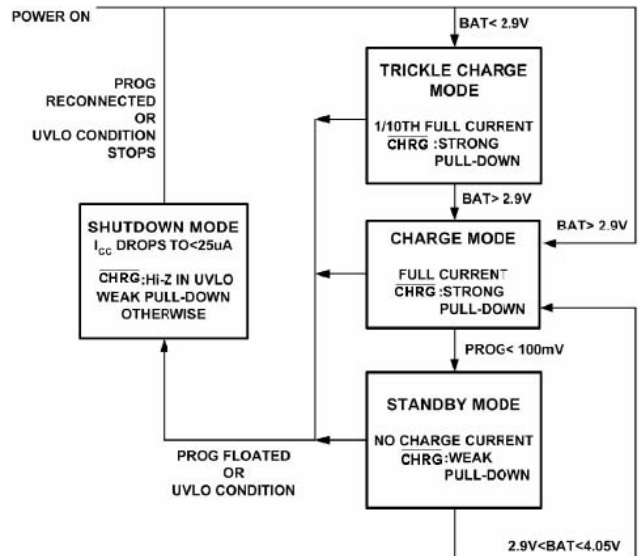 POWER ON
BAT< 2.9V
PROG
RECONNECTED
OR
UVLO CONDITION
STOPS
TRICKLE CHARGE
MODE
1/10TH FULL CURRENT
CHRG :STRONG
PULL-DOWN
BAT> 2.9V
BAT> 2.9V
SHUTDOWN MODE
ICC DROPS TO<25uA
CHRG:Hi-Z IN UVLO
WEAK PULL-DOWN
OTHERWISE
CHARGE MODE
FULL CURRENT
CHRG :STRONG
PULL-DOWN
PROG< 100mV
STANDBY MODE
NO CHARGE CURRENT
CHRG:WEAK
PULL-DOWN
PROG FLOATED
OR
UVLO CONDITION
2.9V<BAT<4.05V